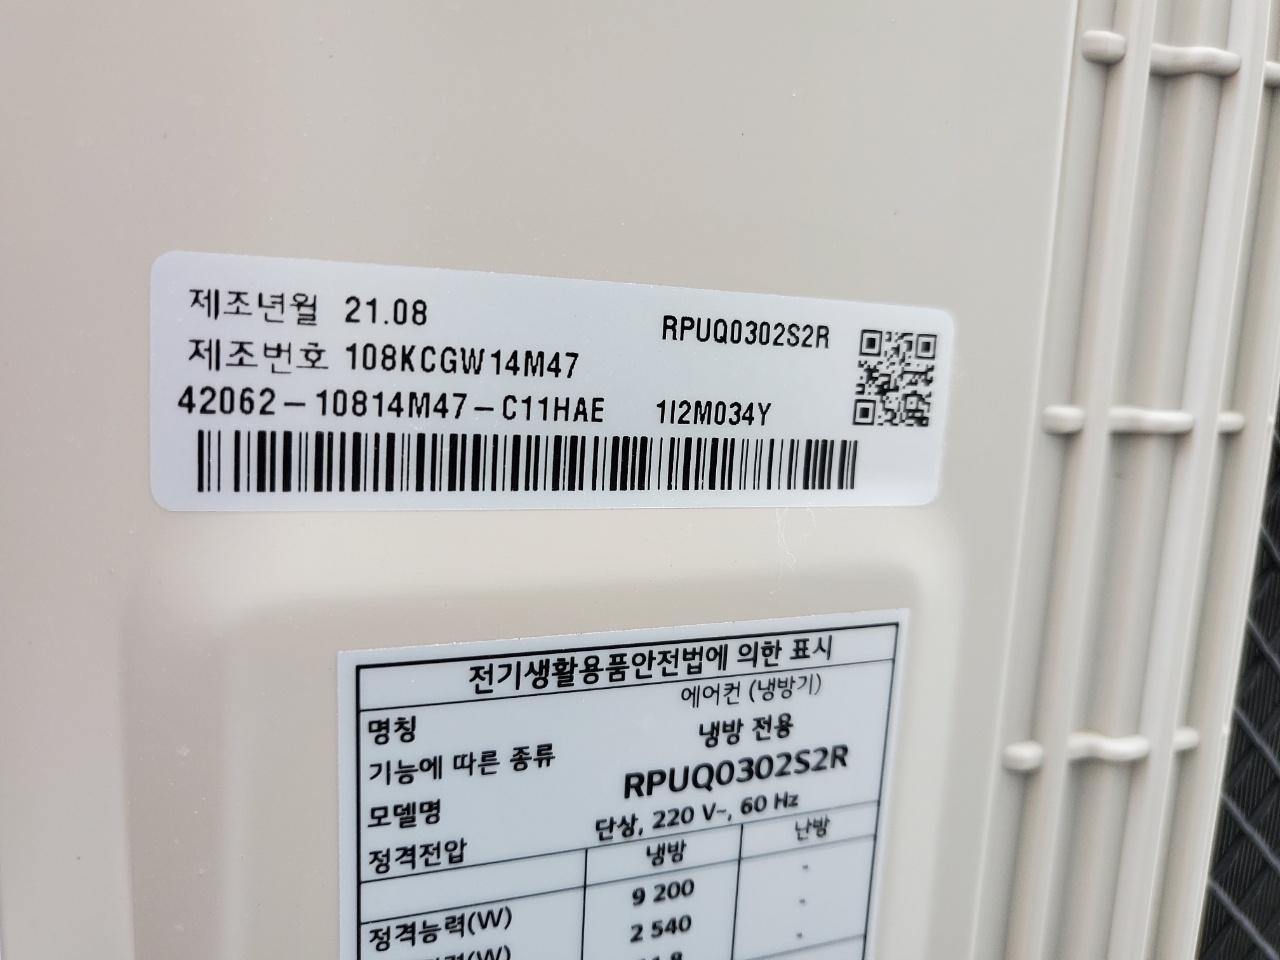 제조년월 21.08
RPUQ0302S2R
제조번호 108KCGW14M47
42062-10814M47-C11HAE 1I2M034Y
전기생활용품안전법에 의한 표시
명칭 에어컨 (냉방기)
기능에 따른 종류 냉방 전용
모델명 RPUQ0302S2R
정격전압 단상, 220 V~, 60 Hz
냉방 난방
정격능력(W) 9 200 -
2 540 -
-